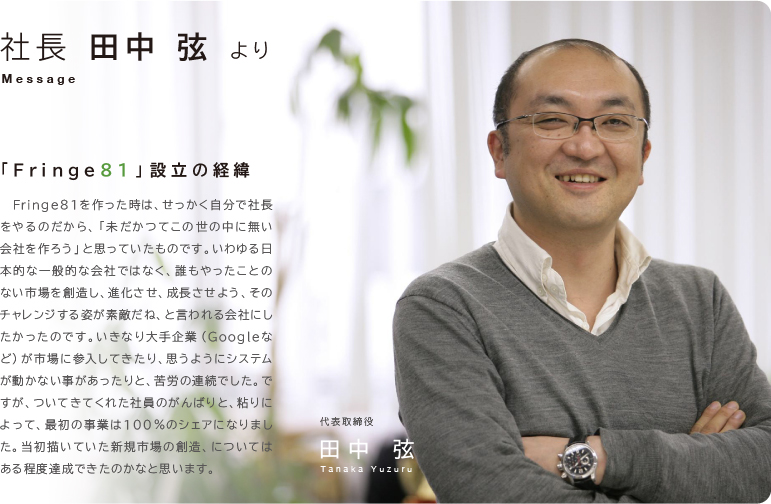 社長 田中 弦 より
Message
「Fringe81」設立の経緯
Fringe81を作った時は、せっかく自分で社長
をやるのだから、「未だかつてこの世の中に無い
会社を作ろう」と思っていたものです。いわゆる日
本的な一般的な会社ではなく、誰もやったことの
ない市場を創造し、進化させ、成長させよう、その
チャレンジする姿が素敵だね、と言われる会社にし
たかったのです。いきなり大手企業（Googleな
ど）が市場に参入してきたり、思うようにシステム
が動かない事があったりと、苦労の連続でした。で
すが、ついてきてくれた社員のがんばりと、粘りに
よって、最初の事業は100％のシェアになりまし
た。当初描いていた新規市場の創造、については
ある程度達成できたのかなと思います。
代表取締役
田中 弦
Tanaka Yuzuru